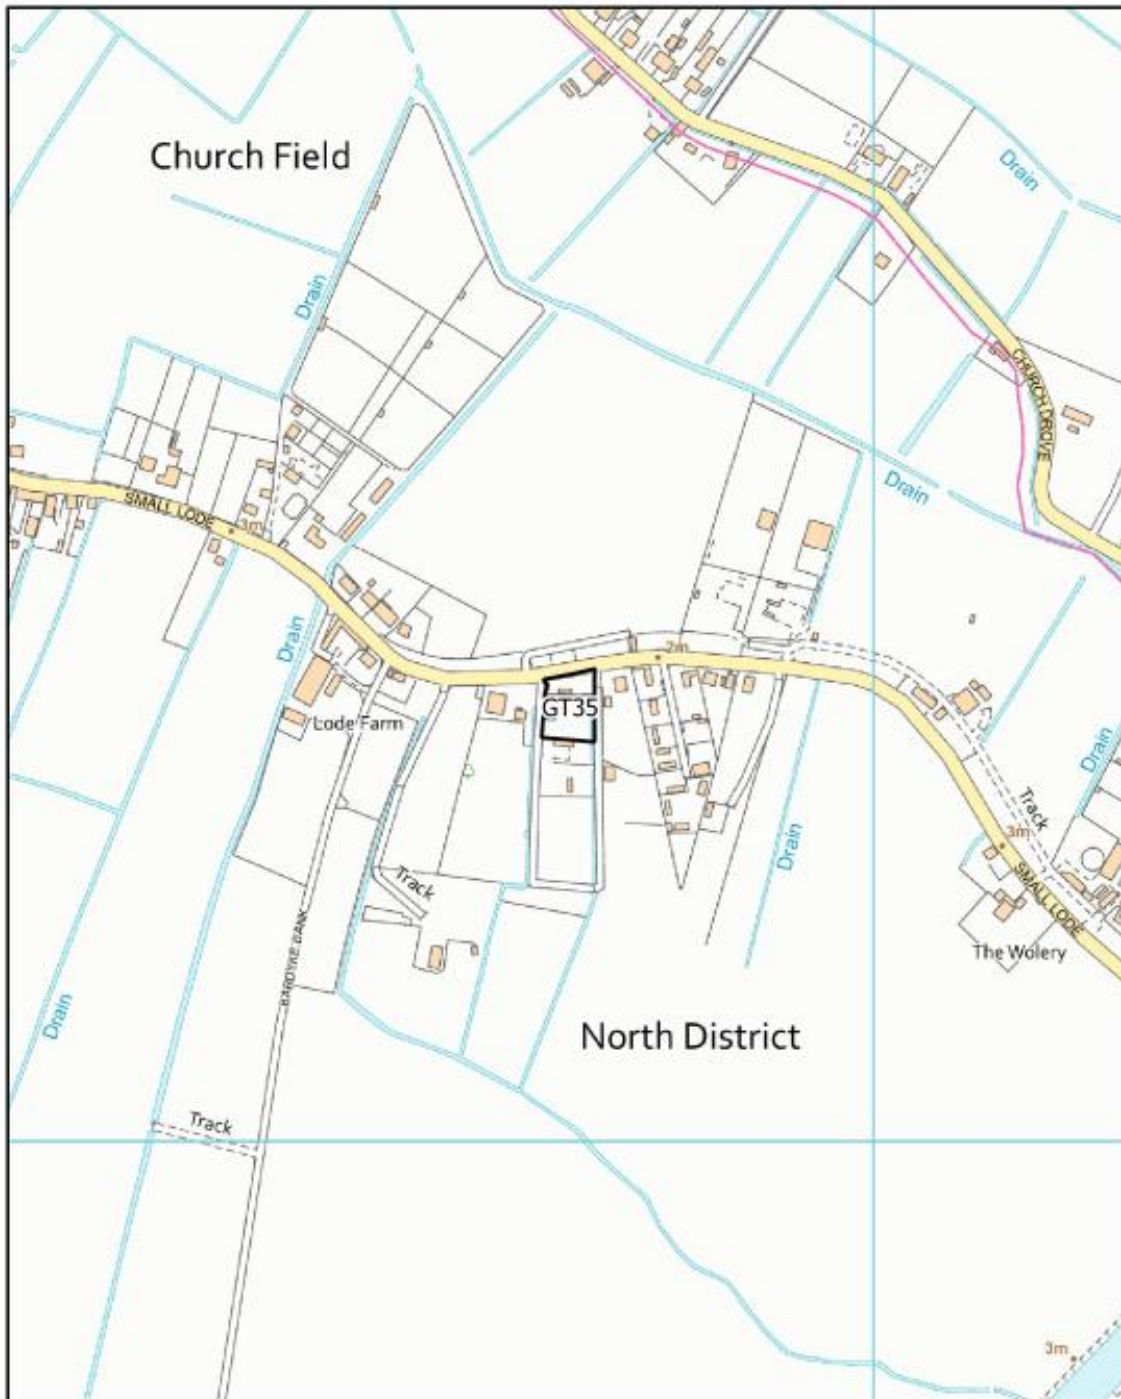 Church Field
Drain
Drain
CHURCH DROVE
Drain
SMALL LODE
3m
2m
Drain
GT35
Lode Farm
Drain
Track
3m
Drain
Track
SMALL LODE
BARDYKE BANK
The Wolery
Drain
North District
Track
3m